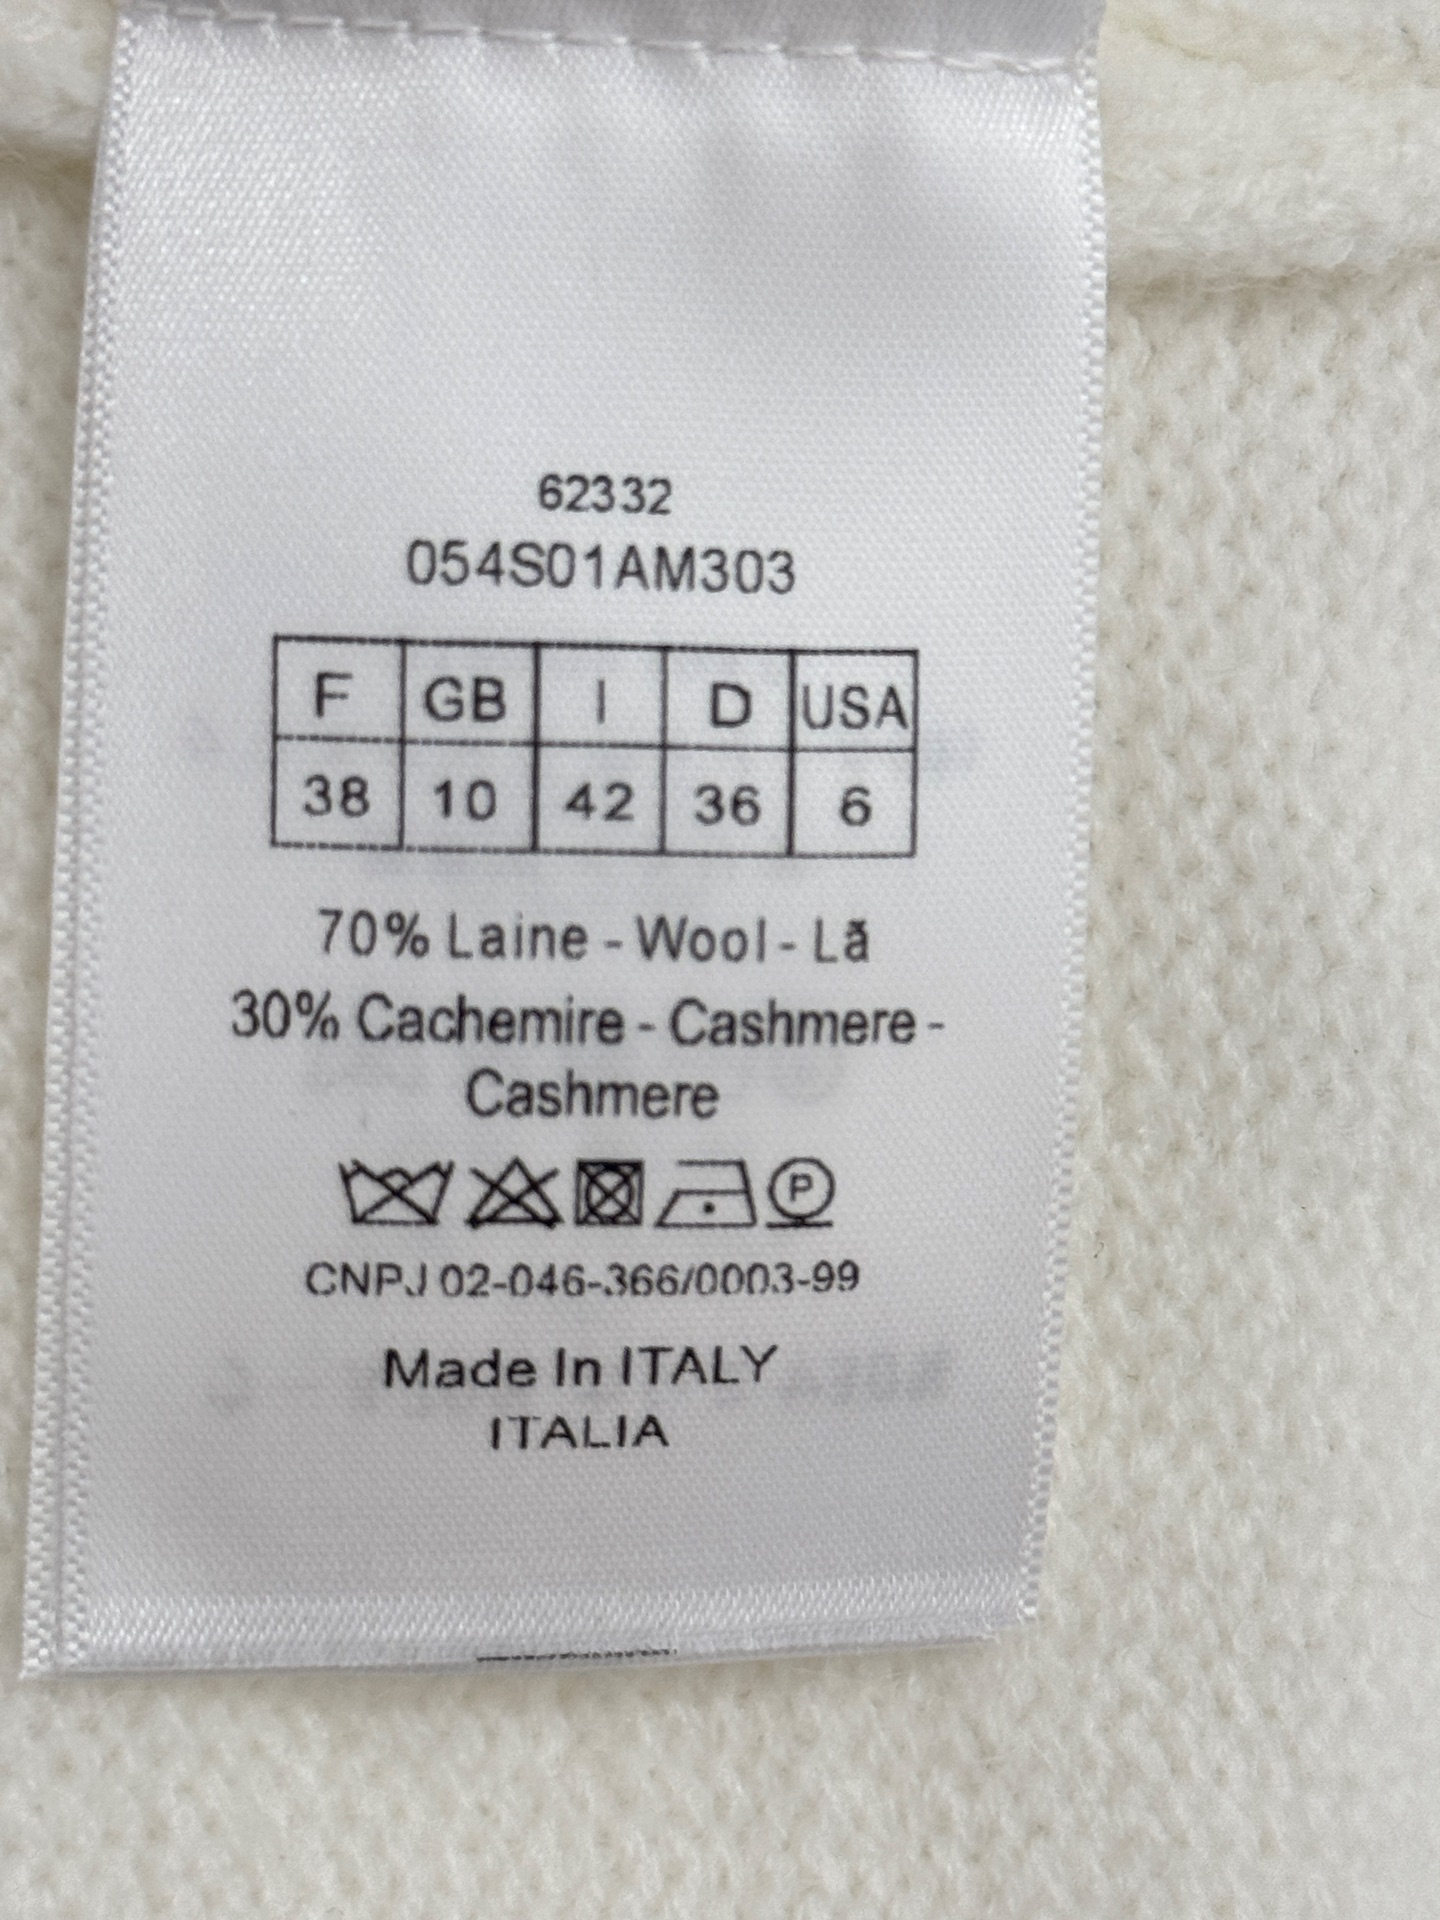 62332
054S01AM303
F GB I D USA
38 10 42 36 6
70% Laine - Wool - Lã
30% Cachemire - Cashmere -
Cashmere
P
CNPJ 02-046-366/0003-99
Made In ITALY
ITALIA